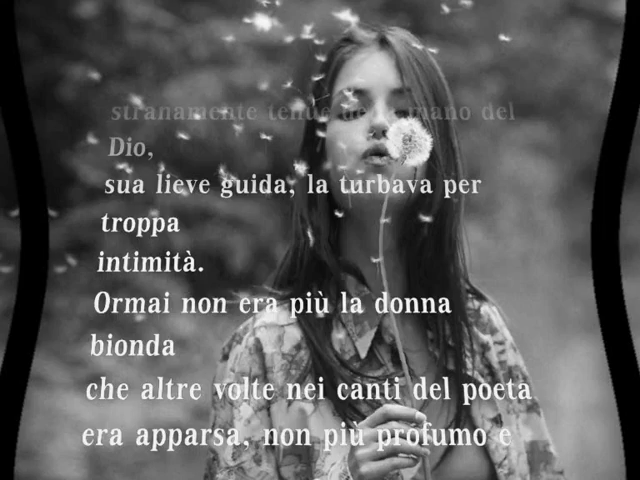 stranamente tenue della mano del
Dio,
sua lieve guida, la turbava per
troppa
intimità.
Ormai non era più la donna
bionda
che altre volte nei canti del poeta
era apparsa, non più profumo e